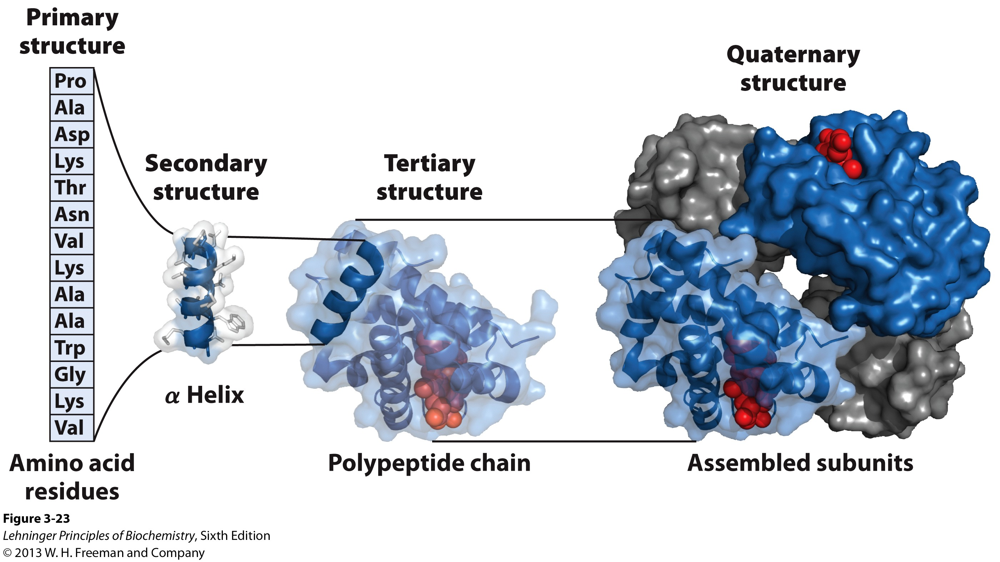 Primary
structure
Pro
Ala
Asp
Lys
Thr
Asn
Val
Lys
Ala
Ala
Trp
Gly
Lys
Val
Amino acid
residues
Secondary
structure
α Helix
Tertiary
structure
Polypeptide chain
Quaternary
structure
Assembled subunits
Figure 3-23
Lehninger Principles of Biochemistry, Sixth Edition
© 2013 W. H. Freeman and Company